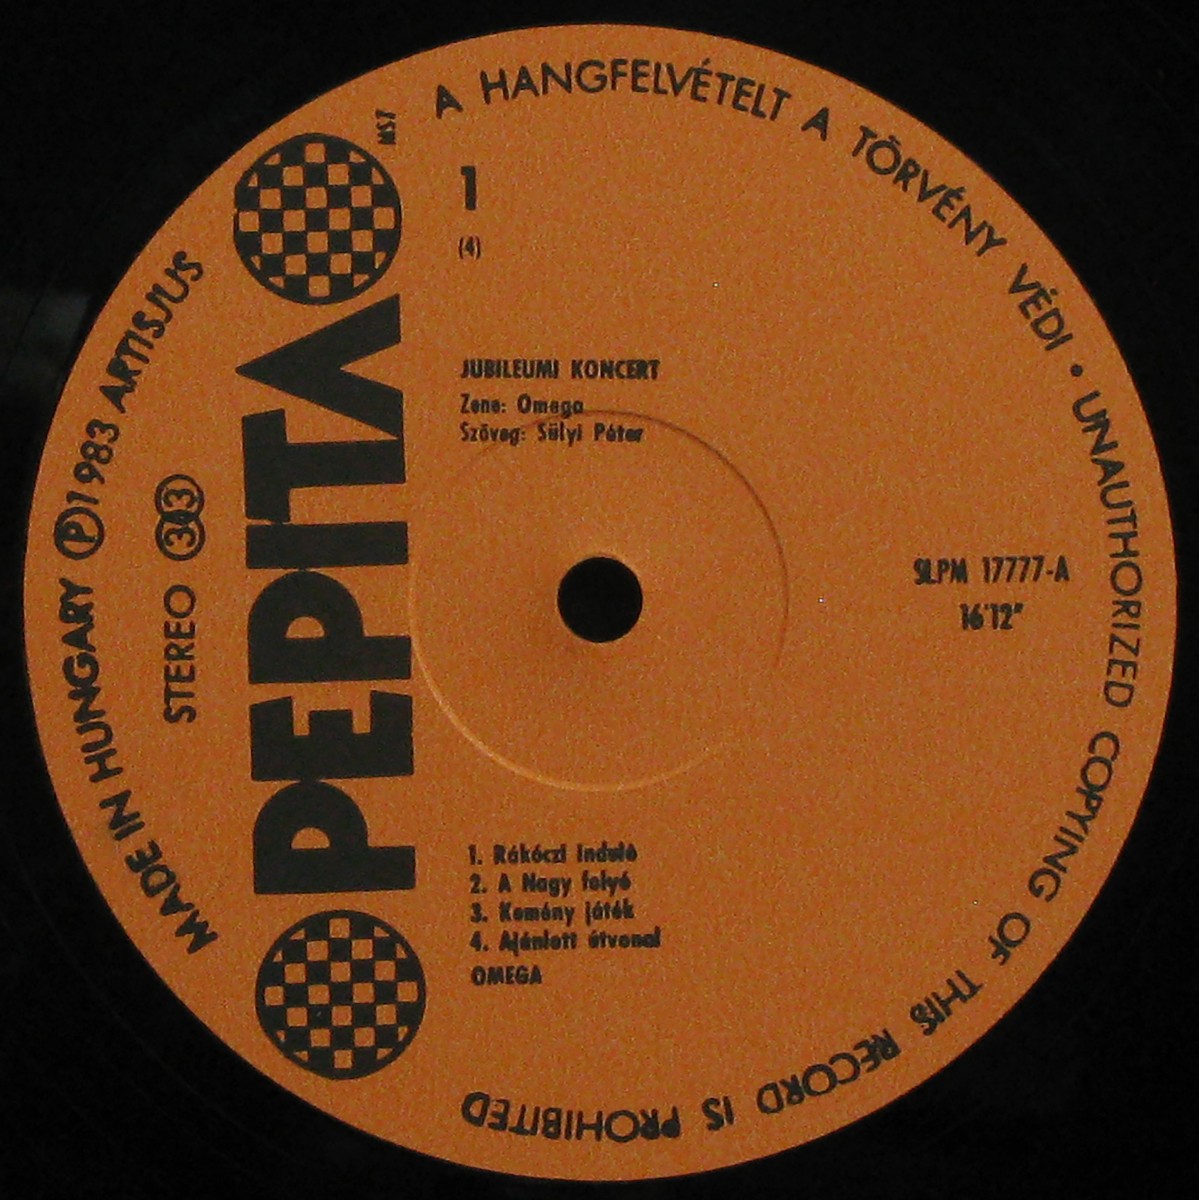 A HANGFELVÉTELT A TÖRVÉNY VÉDI • UNAUTHORIZED COPYING OF THIS RECORD IS PROHIBITED
MADE IN HUNGARY Ⓟ 1983 ARTISJUS
STEREO 33
PEPITA
MS7
1
(4)
JUBILEUMI KONCERT
Zene: Omega
Szöveg: Sülyi Péter
SLPM 17777-A
16'12"
1. Rákóczi induló
2. A Nagy folyó
3. Kemény játék
4. Ajánlott útvonal
OMEGA